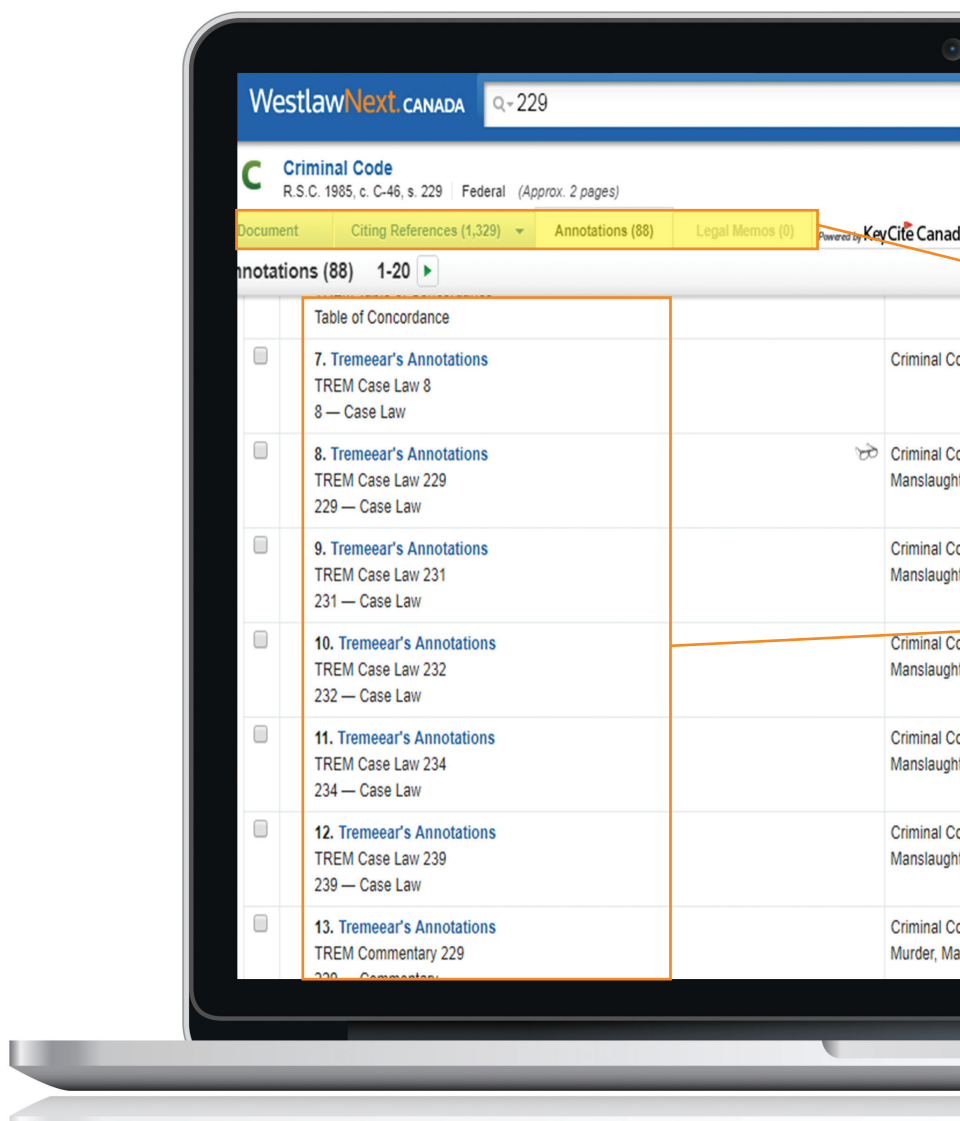 WestlawNext. CANADA
229
C
Criminal Code
R.S.C. 1985, c. C-46, s. 229 Federal (Approx. 2 pages)
Document Citing References (1,329) Annotations (88) Legal Memos (0) Powered by KeyCite Canad
nnotations (88) 1-20
Table of Concordance
7. Tremeear's Annotations
TREM Case Law 8
8 — Case Law
Criminal Co
8. Tremeear's Annotations
TREM Case Law 229
229 — Case Law
Criminal Co
Manslaught
9. Tremeear's Annotations
TREM Case Law 231
231 — Case Law
Criminal Co
Manslaught
10. Tremeear's Annotations
TREM Case Law 232
232 — Case Law
Criminal Co
Manslaught
11. Tremeear's Annotations
TREM Case Law 234
234 — Case Law
Criminal Co
Manslaught
12. Tremeear's Annotations
TREM Case Law 239
239 — Case Law
Criminal Co
Manslaught
13. Tremeear's Annotations
TREM Commentary 229
229 — Commentary
Criminal Co
Murder, Ma